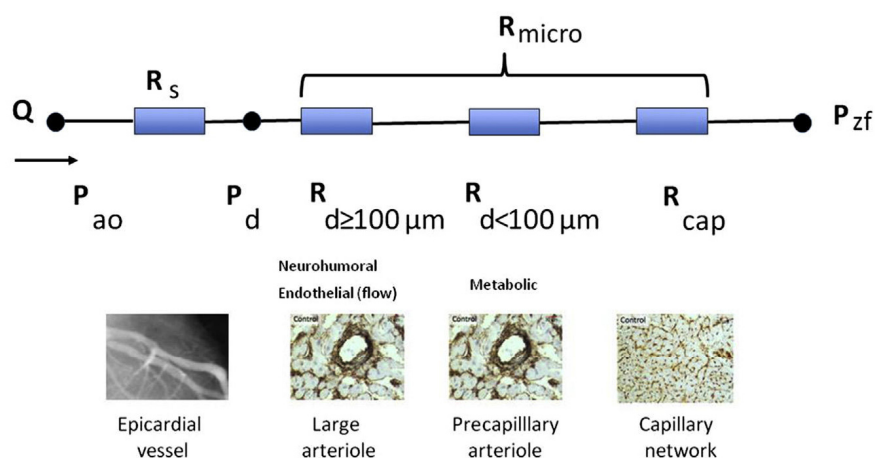 R micro
R s
Q
P zf
P ao
P d
R d≥100 µm
R d<100 µm
R cap
Neurohumoral
Endothelial (flow)
Metabolic
Control
Control
Control
Epicardial
vessel
Large
arteriole
Precapilllary
arteriole
Capillary
network